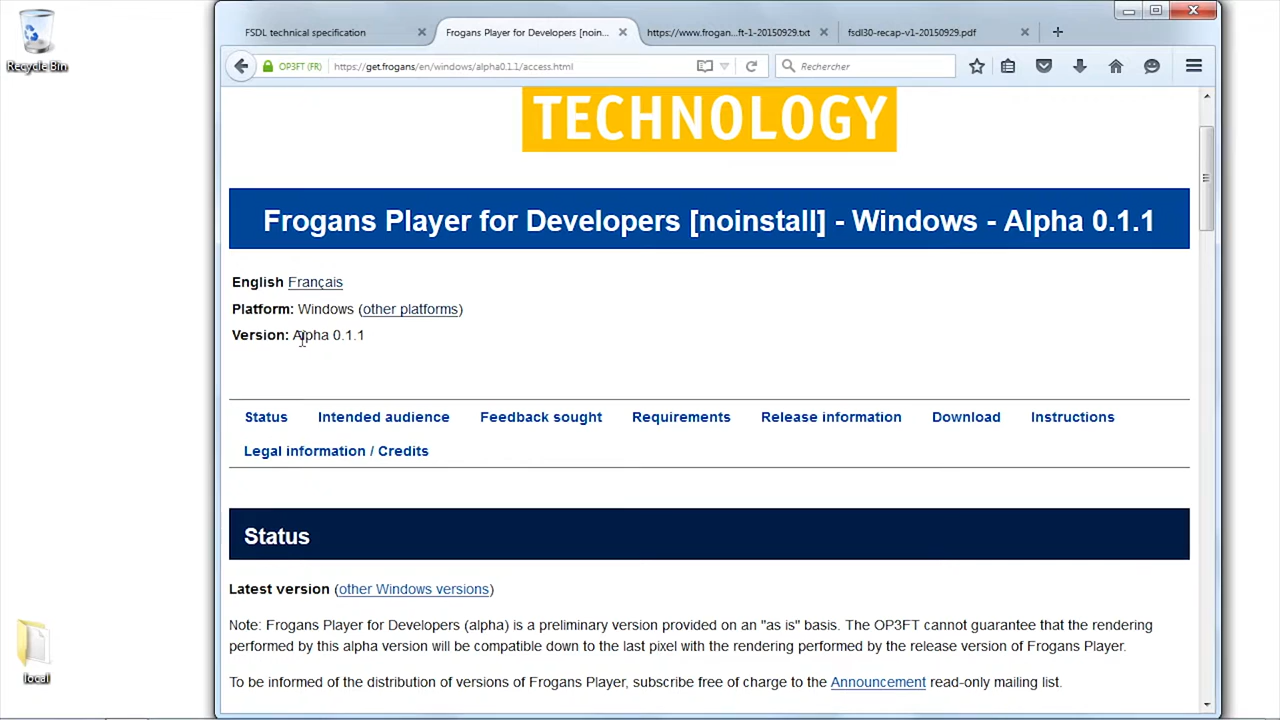 Recycle Bin
local
FSDL technical specification
Frogans Player for Developers [noin...
https://www.frogan...ft-1-20150929.txt
fsdl30-recap-v1-20150929.pdf
OP3FT (FR)
https://get.frogans/en/windows/alpha0.1.1/access.html
Rechercher
TECHNOLOGY
Frogans Player for Developers [noinstall] - Windows - Alpha 0.1.1
English Français
Platform: Windows (other platforms)
Version: Alpha 0.1.1
Status Intended audience Feedback sought Requirements Release information Download Instructions
Legal information / Credits
Status
Latest version (other Windows versions)
Note: Frogans Player for Developers (alpha) is a preliminary version provided on an "as is" basis. The OP3FT cannot guarantee that the rendering
performed by this alpha version will be compatible down to the last pixel with the rendering performed by the release version of Frogans Player.
To be informed of the distribution of versions of Frogans Player, subscribe free of charge to the Announcement read-only mailing list.